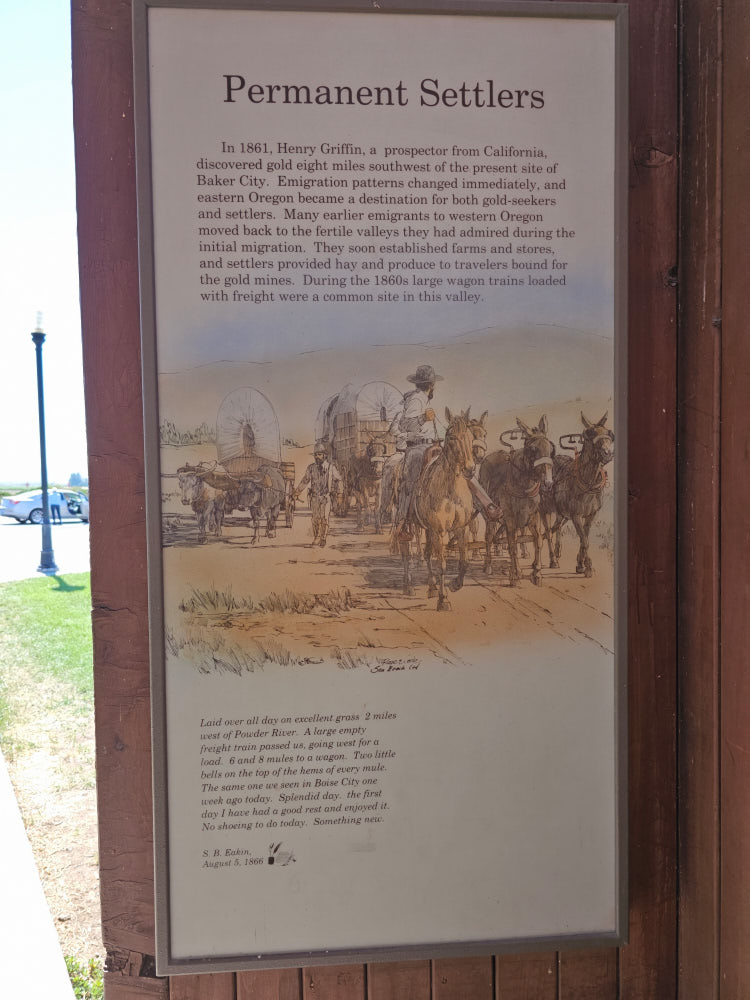 Permanent Settlers
In 1861, Henry Griffin, a prospector from California,
discovered gold eight miles southwest of the present site of
Baker City. Emigration patterns changed immediately, and
eastern Oregon became a destination for both gold-seekers
and settlers. Many earlier emigrants to western Oregon
moved back to the fertile valleys they had admired during the
initial migration. They soon established farms and stores,
and settlers provided hay and produce to travelers bound for
the gold mines. During the 1860s large wagon trains loaded
with freight were a common site in this valley.
Laid over all day on excellent grass 2 miles
west of Powder River. A large empty
freight train passed us, going west for a
load. 6 and 8 mules to a wagon. Two little
bells on the top of the hems of every mule.
The same one we seen in Boise City one
week ago today. Splendid day. the first
day I have had a good rest and enjoyed it.
No shoeing to do today. Something new.
S. B. Eakin,
August 5, 1866